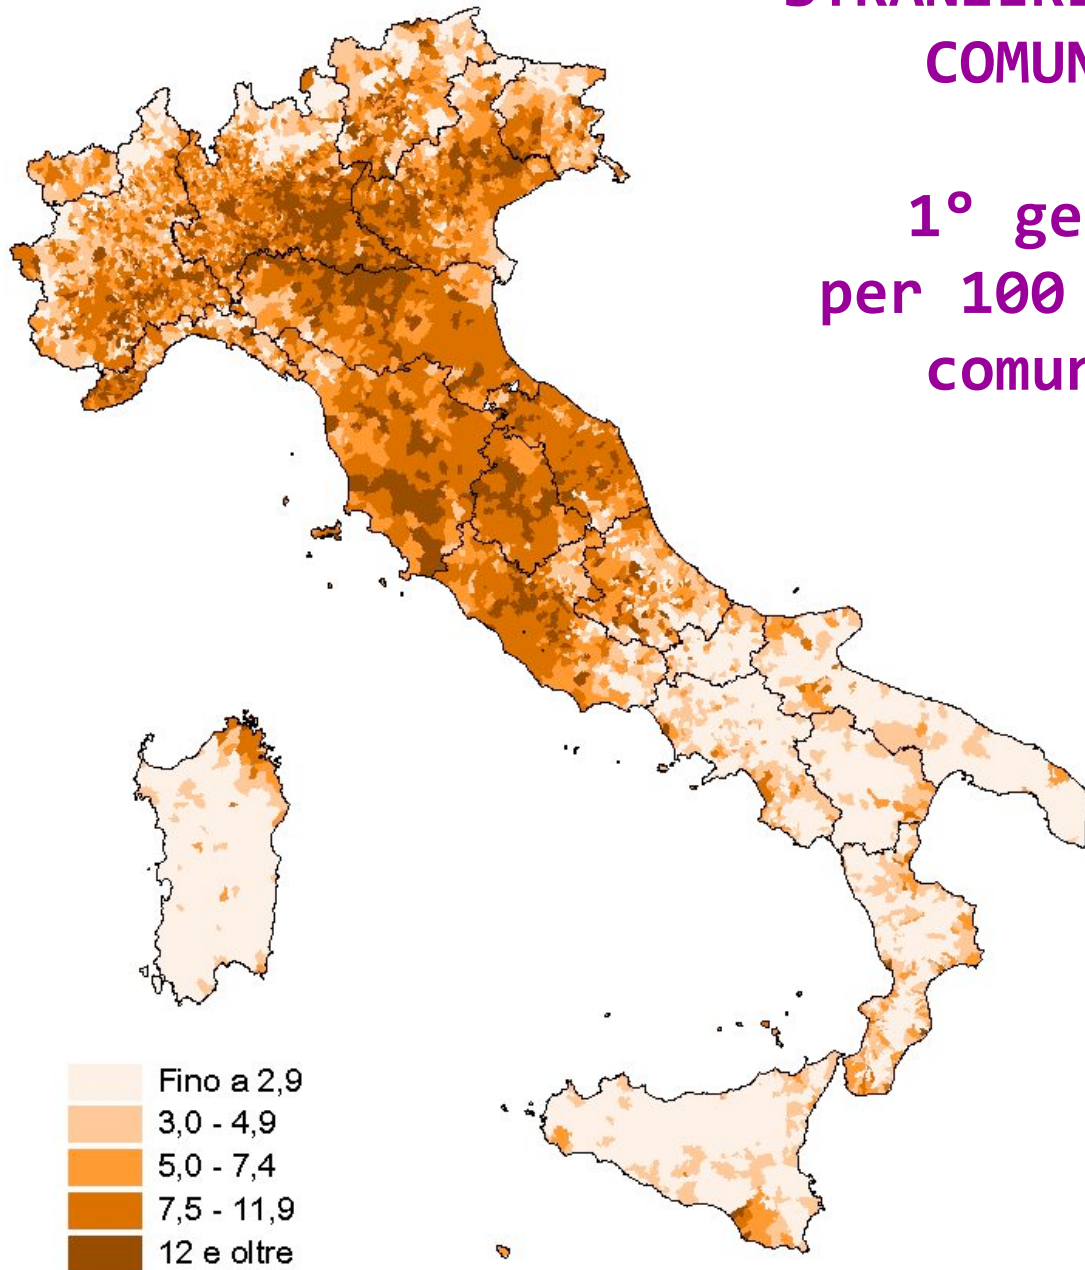 STRANIERI
COMUN
1° ge
per 100
comur
Fino a 2,9
3,0 - 4,9
5,0 - 7,4
7,5 - 11,9
12 e oltre